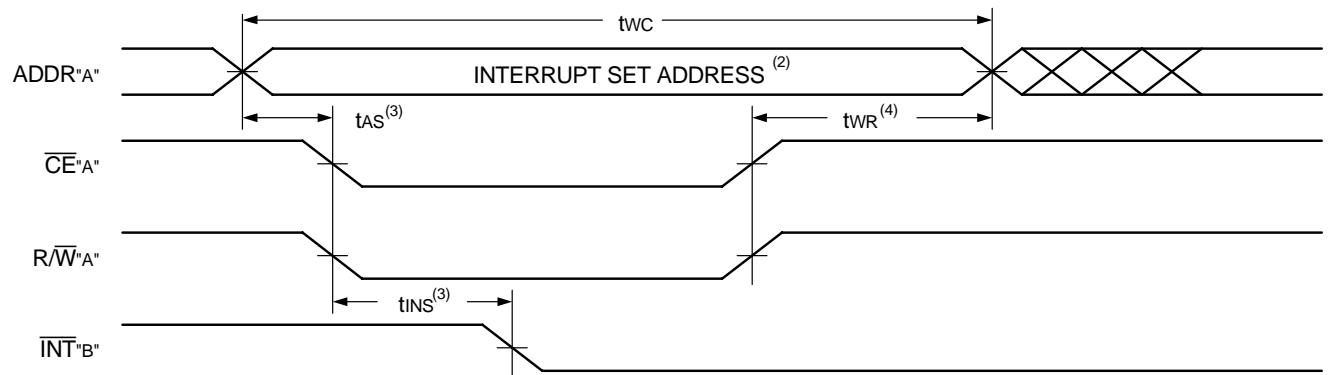 tWC
ADDR"A" INTERRUPT SET ADDRESS (2)
tAS(3) tWR(4)
CE"A"
R/W"A"
tINS(3)
INT"B"